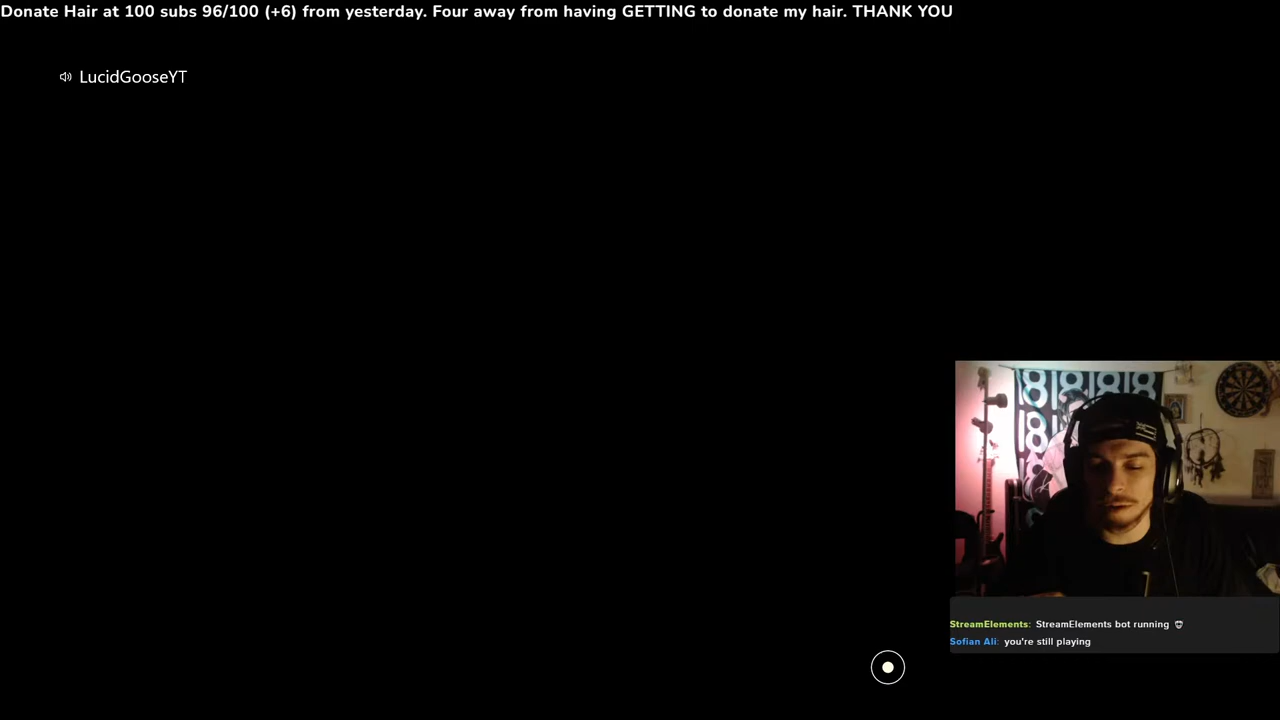 Donate Hair at 100 subs 96/100 (+6) from yesterday. Four away from having GETTING to donate my hair. THANK YOU
LucidGooseYT
StreamElements: StreamElements bot running
Sofian Ali: you're still playing